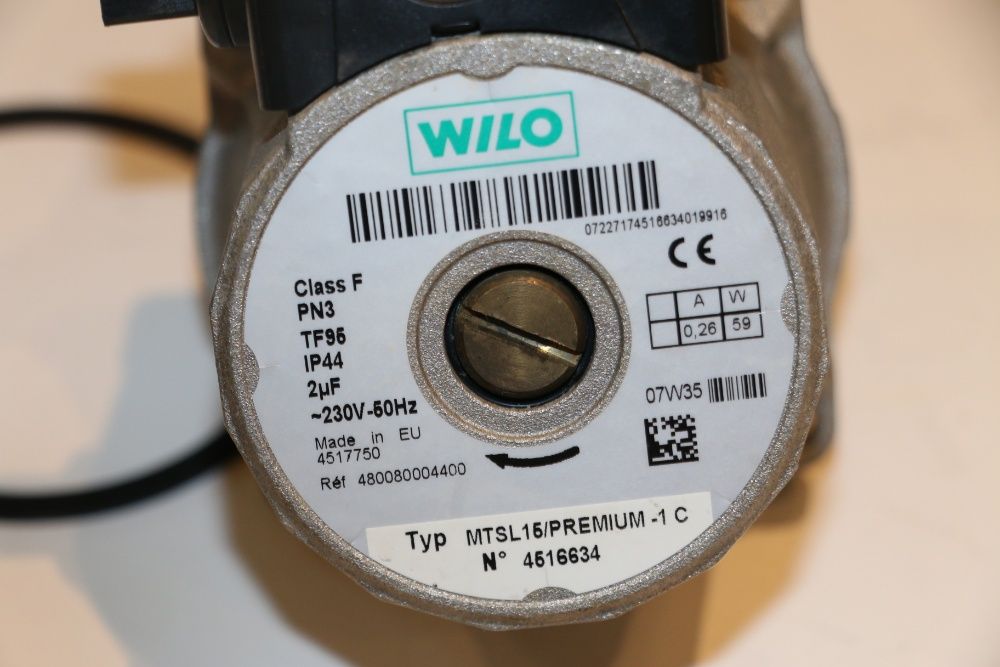 WILO
07227174516634019916
CE
Class F
PN3
TF95
IP44
2µF
~230V-50Hz
A W
0,26 59
07W35
Made in EU
4517750
Réf 480080004400
Typ MTSL15/PREMIUM -1 C
N° 4516634